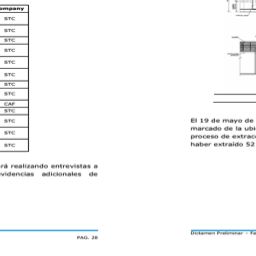 ompany
STC
STC
STC
STC
STC
STC
STC
STC
CAF
STC
STC
STC
STC
rá realizando entrevistas a
videncias adicionales de
PAG. 28
El 19 de mayo de
marcado de la ubi
proceso de extracc
haber extraído 52
Dictamen Preliminar - Fa